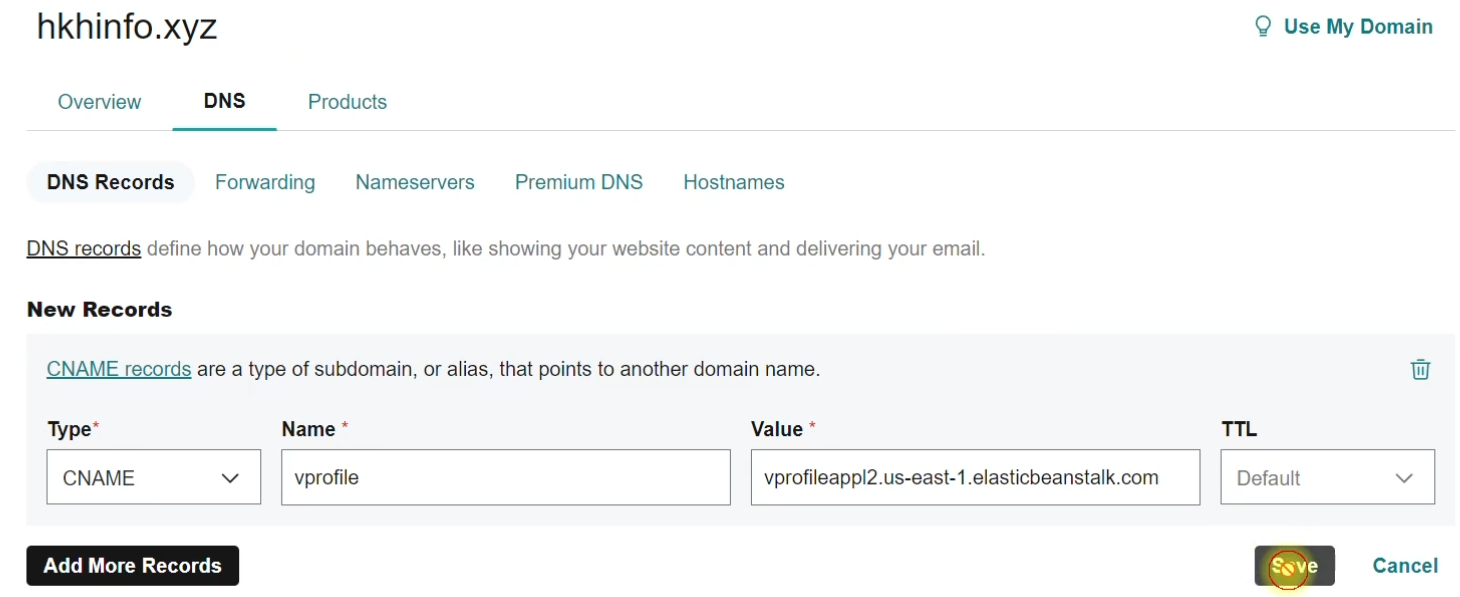 hkhinfo.xyz
Use My Domain
Overview DNS Products
DNS Records Forwarding Nameservers Premium DNS Hostnames
DNS records define how your domain behaves, like showing your website content and delivering your email.
New Records
CNAME records are a type of subdomain, or alias, that points to another domain name.
Type* Name * Value * TTL
CNAME vprofile vprofileappl2.us-east-1.elasticbeanstalk.com Default
Add More Records Save Cancel